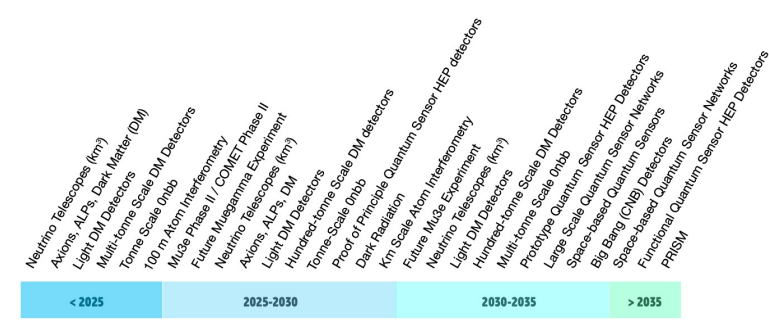 Neutrino Telescopes (km³)
Axions, ALPs, Dark Matter (DM)
Light DM Detectors
Multi-tonne Scale DM Detectors
Tonne Scale 0nbb
100 m Atom Interferometry
Mu3e Phase II / COMET Phase II
Future Muegamma Experiment
Neutrino Telescopes (km³)
Axions, ALPs, DM
Light DM Detectors
Hundred-tonne Scale DM detectors
Tonne-Scale 0nbb
Proof of Principle Quantum Sensor HEP detectors
Dark Radiation
Km Scale Atom Interferometry
Future Mu3e Experiment
Neutrino Telescopes (km³)
Light DM Detectors
Hundred-tonne Scale DM Detectors
Multi-tonne Scale 0nbb
Prototype Quantum Sensor HEP Detectors
Large Scale Quantum Sensor Networks
Space-based Quantum Sensors
Big Bang (CNB) Detectors
Space-based Quantum Sensor Networks
Functional Quantum Sensor HEP Detectors
PRISM
< 2025
2025-2030
2030-2035
> 2035